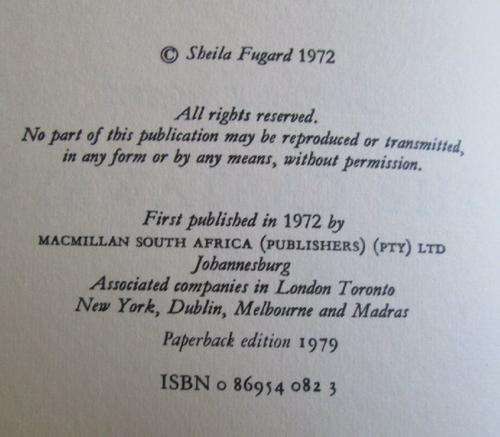 © Sheila Fugard 1972
All rights reserved.
No part of this publication may be reproduced or transmitted,
in any form or by any means, without permission.
First published in 1972 by
MACMILLAN SOUTH AFRICA (PUBLISHERS) (PTY) LTD
Johannesburg
Associated companies in London Toronto
New York, Dublin, Melbourne and Madras
Paperback edition 1979
ISBN 0 86954 082 3